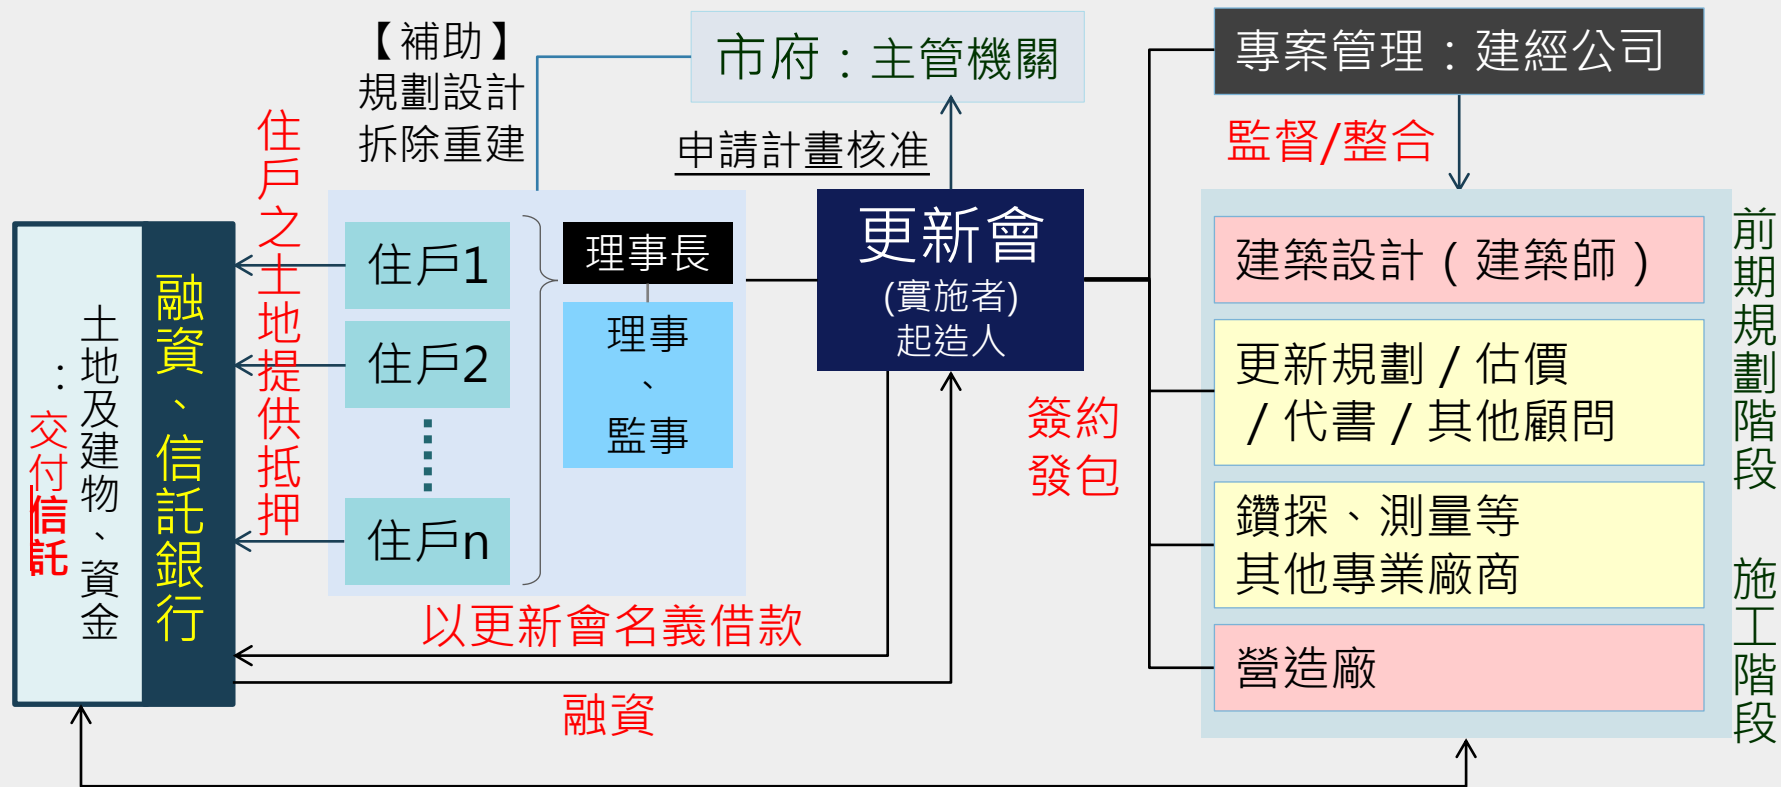 【補助】
規劃設計
拆除重建
市府：主管機關
專案管理：建經公司
申請計畫核准
監督/整合
住戶之土地提供抵押
融資、信託銀行
土地及建物、資金
：交付信託
住戶1
住戶2
住戶n
理事長
理事
、
監事
更新會
(實施者)
起造人
簽約
發包
建築設計（建築師）
更新規劃 / 估價
/ 代書 / 其他顧問
鑽探、測量等
其他專業廠商
營造廠
前期規劃階段
施工階段
以更新會名義借款
融資